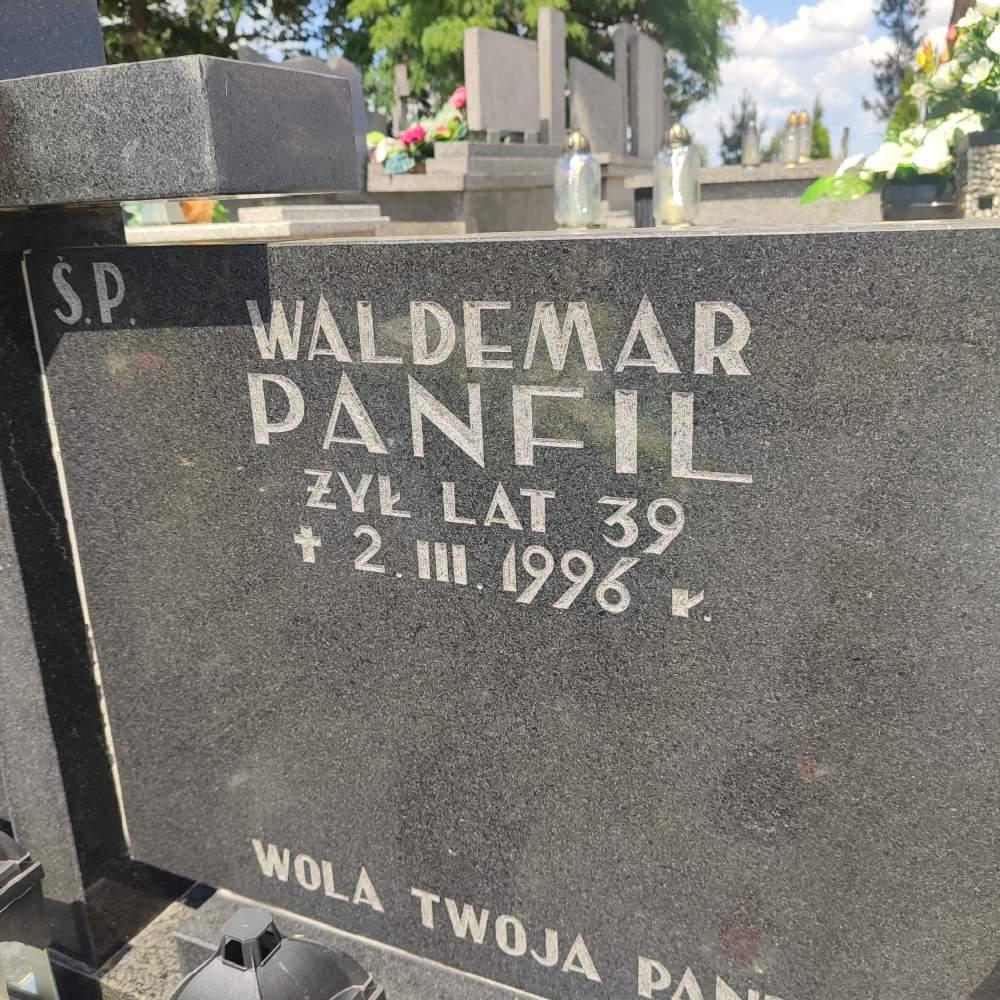 Ś.P.
WALDEMAR
PANFIL
ŻYŁ LAT 39
✝ 2.III.1996 r.
WOLA TWOJA